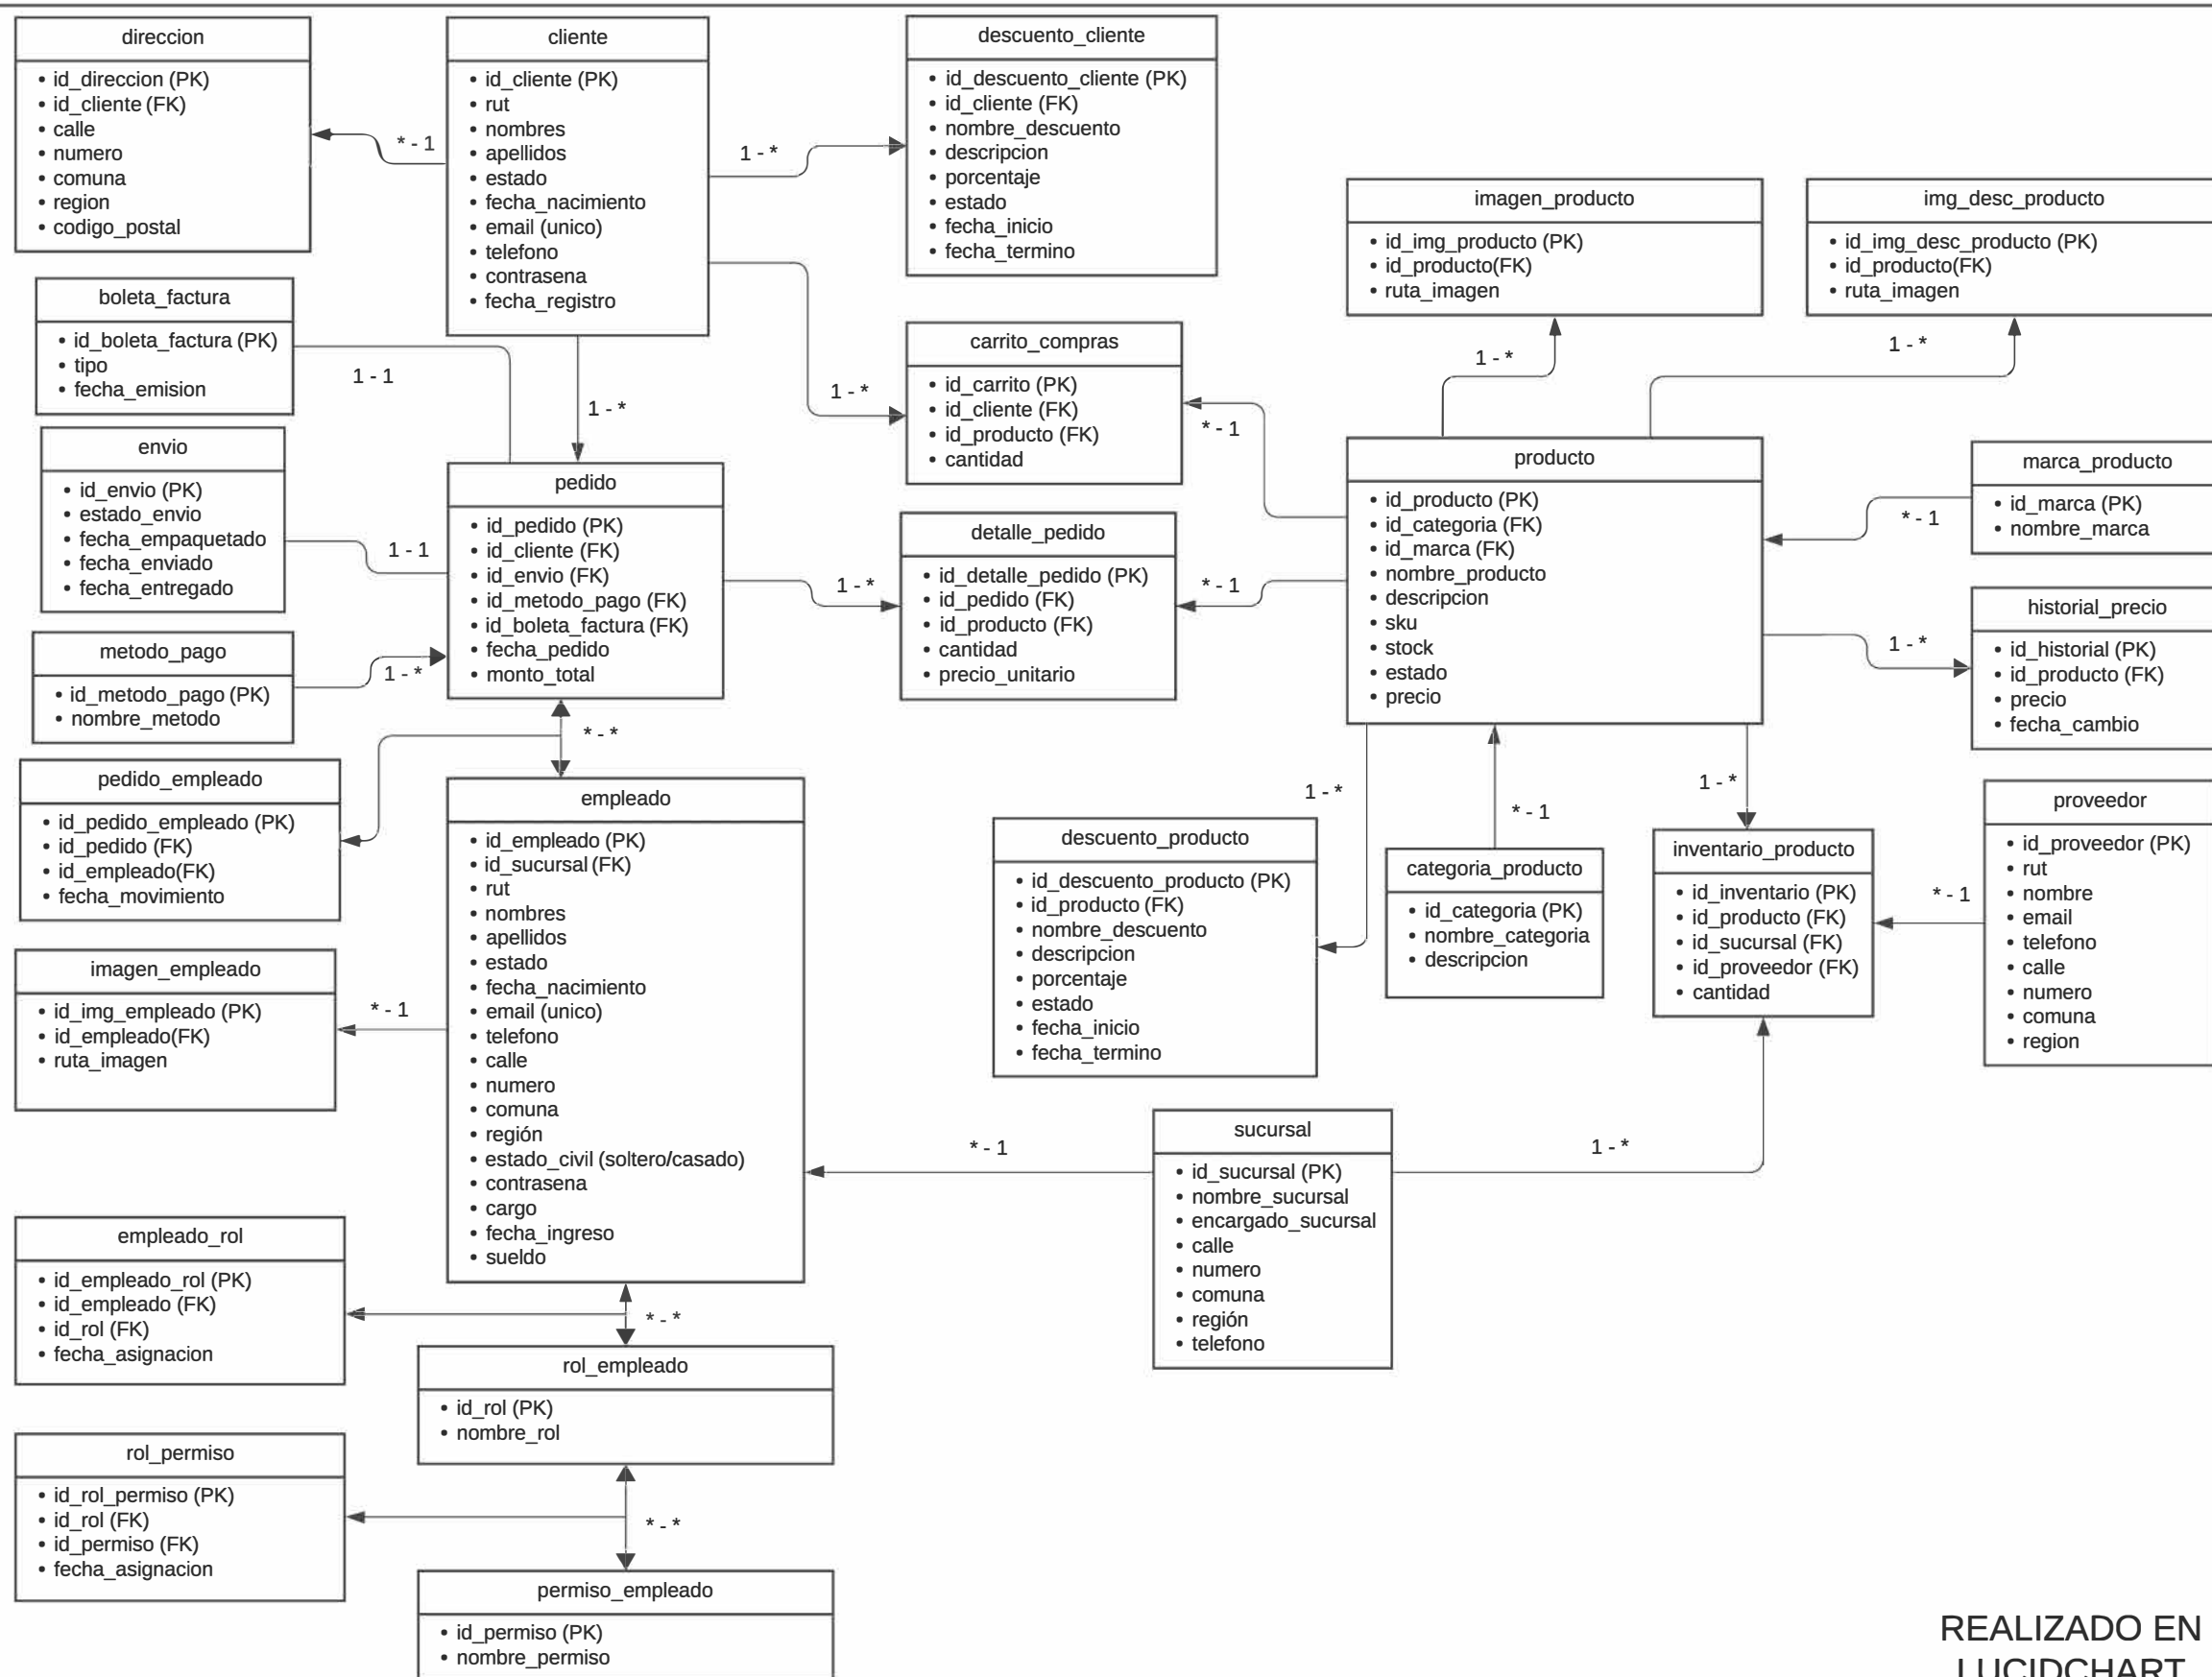 direccion
• id_direccion (PK)
• id_cliente (FK)
• calle
• numero
• comuna
• region
• codigo_postal
* - 1
cliente
• id_cliente (PK)
• rut
• nombres
• apellidos
• estado
• fecha_nacimiento
• email (unico)
• telefono
• contrasena
• fecha_registro
1 - *
descuento_cliente
• id_descuento_cliente (PK)
• id_cliente (FK)
• nombre_descuento
• descripcion
• porcentaje
• estado
• fecha_inicio
• fecha_termino
imagen_producto
• id_img_producto (PK)
• id_producto(FK)
• ruta_imagen
img_desc_producto
• id_img_desc_producto (PK)
• id_producto(FK)
• ruta_imagen
boleta_factura
• id_boleta_factura (PK)
• tipo
• fecha_emision
1 - 1
1 - *
1 - *
carrito_compras
• id_carrito (PK)
• id_cliente (FK)
• id_producto (FK)
• cantidad
* - 1
1 - *
1 - *
envio
• id_envio (PK)
• estado_envio
• fecha_empaquetado
• fecha_enviado
• fecha_entregado
1 - 1
pedido
• id_pedido (PK)
• id_cliente (FK)
• id_envio (FK)
• id_metodo_pago (FK)
• id_boleta_factura (FK)
• fecha_pedido
• monto_total
1 - *
detalle_pedido
• id_detalle_pedido (PK)
• id_pedido (FK)
• id_producto (FK)
• cantidad
• precio_unitario
* - 1
producto
• id_producto (PK)
• id_categoria (FK)
• id_marca (FK)
• nombre_producto
• descripcion
• sku
• stock
• estado
• precio
* - 1
marca_producto
• id_marca (PK)
• nombre_marca
1 - *
historial_precio
• id_historial (PK)
• id_producto (FK)
• precio
• fecha_cambio
metodo_pago
• id_metodo_pago (PK)
• nombre_metodo
1 - *
* - *
pedido_empleado
• id_pedido_empleado (PK)
• id_pedido (FK)
• id_empleado(FK)
• fecha_movimiento
empleado
• id_empleado (PK)
• id_sucursal (FK)
• rut
• nombres
• apellidos
• estado
• fecha_nacimiento
• email (unico)
• telefono
• calle
• numero
• comuna
• región
• estado_civil (soltero/casado)
• contrasena
• cargo
• fecha_ingreso
• sueldo
1 - *
descuento_producto
• id_descuento_producto (PK)
• id_producto (FK)
• nombre_descuento
• descripcion
• porcentaje
• estado
• fecha_inicio
• fecha_termino
* - 1
categoria_producto
• id_categoria (PK)
• nombre_categoria
• descripcion
1 - *
inventario_producto
• id_inventario (PK)
• id_producto (FK)
• id_sucursal (FK)
• id_proveedor (FK)
• cantidad
* - 1
proveedor
• id_proveedor (PK)
• rut
• nombre
• email
• telefono
• calle
• numero
• comuna
• region
imagen_empleado
• id_img_empleado (PK)
• id_empleado(FK)
• ruta_imagen
* - 1
* - 1
sucursal
• id_sucursal (PK)
• nombre_sucursal
• encargado_sucursal
• calle
• numero
• comuna
• región
• telefono
1 - *
empleado_rol
• id_empleado_rol (PK)
• id_empleado (FK)
• id_rol (FK)
• fecha_asignacion
* - *
rol_empleado
• id_rol (PK)
• nombre_rol
rol_permiso
• id_rol_permiso (PK)
• id_rol (FK)
• id_permiso (FK)
• fecha_asignacion
* - *
permiso_empleado
• id_permiso (PK)
• nombre_permiso
REALIZADO EN
LUCIDCHART